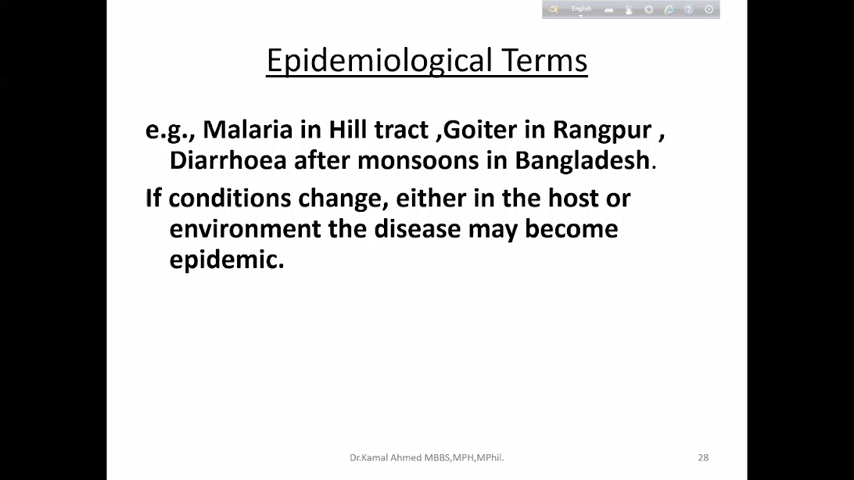 English
Epidemiological Terms
e.g., Malaria in Hill tract ,Goiter in Rangpur ,
Diarrhoea after monsoons in Bangladesh.
If conditions change, either in the host or
environment the disease may become
epidemic.
Dr.Kamal Ahmed MBBS,MPH,MPhil.
28